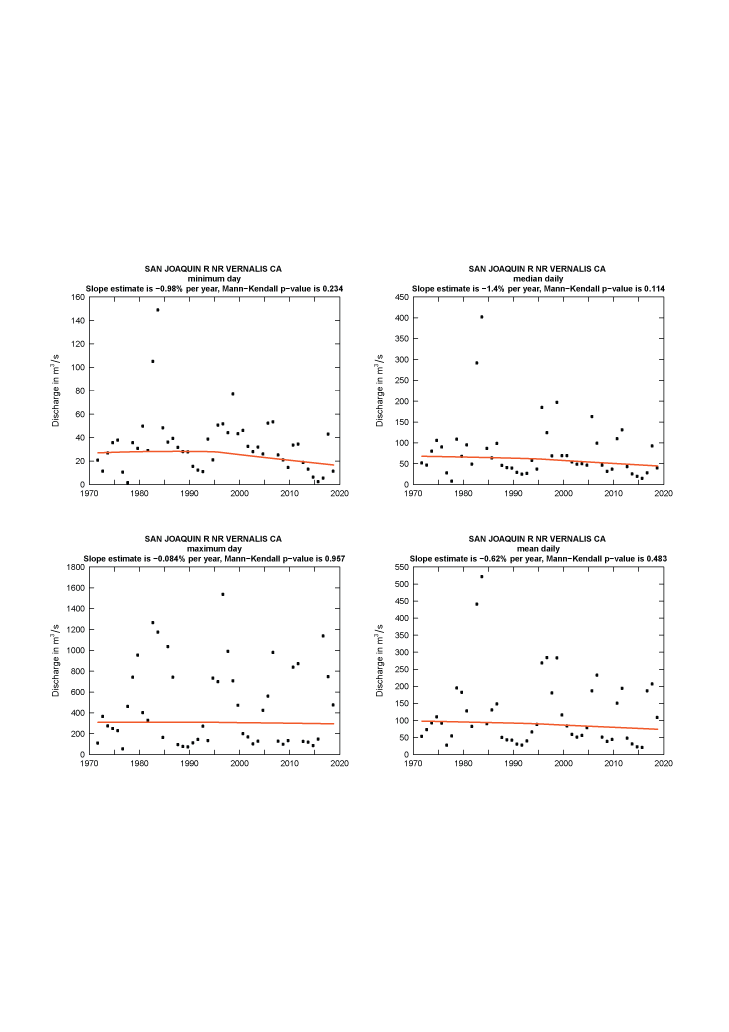 SAN JOAQUIN R NR VERNALIS CA
minimum day
Slope estimate is −0.98% per year, Mann−Kendall p−value is 0.234
160
140
120
100
80
60
40
20
0
Discharge in m³/s
1970 1980 1990 2000 2010 2020
SAN JOAQUIN R NR VERNALIS CA
median daily
Slope estimate is −1.4% per year, Mann−Kendall p−value is 0.114
450
400
350
300
250
200
150
100
50
0
Discharge in m³/s
1970 1980 1990 2000 2010 2020
SAN JOAQUIN R NR VERNALIS CA
maximum day
Slope estimate is −0.084% per year, Mann−Kendall p−value is 0.957
1800
1600
1400
1200
1000
800
600
400
200
0
Discharge in m³/s
1970 1980 1990 2000 2010 2020
SAN JOAQUIN R NR VERNALIS CA
mean daily
Slope estimate is −0.62% per year, Mann−Kendall p−value is 0.483
550
500
450
400
350
300
250
200
150
100
50
0
Discharge in m³/s
1970 1980 1990 2000 2010 2020